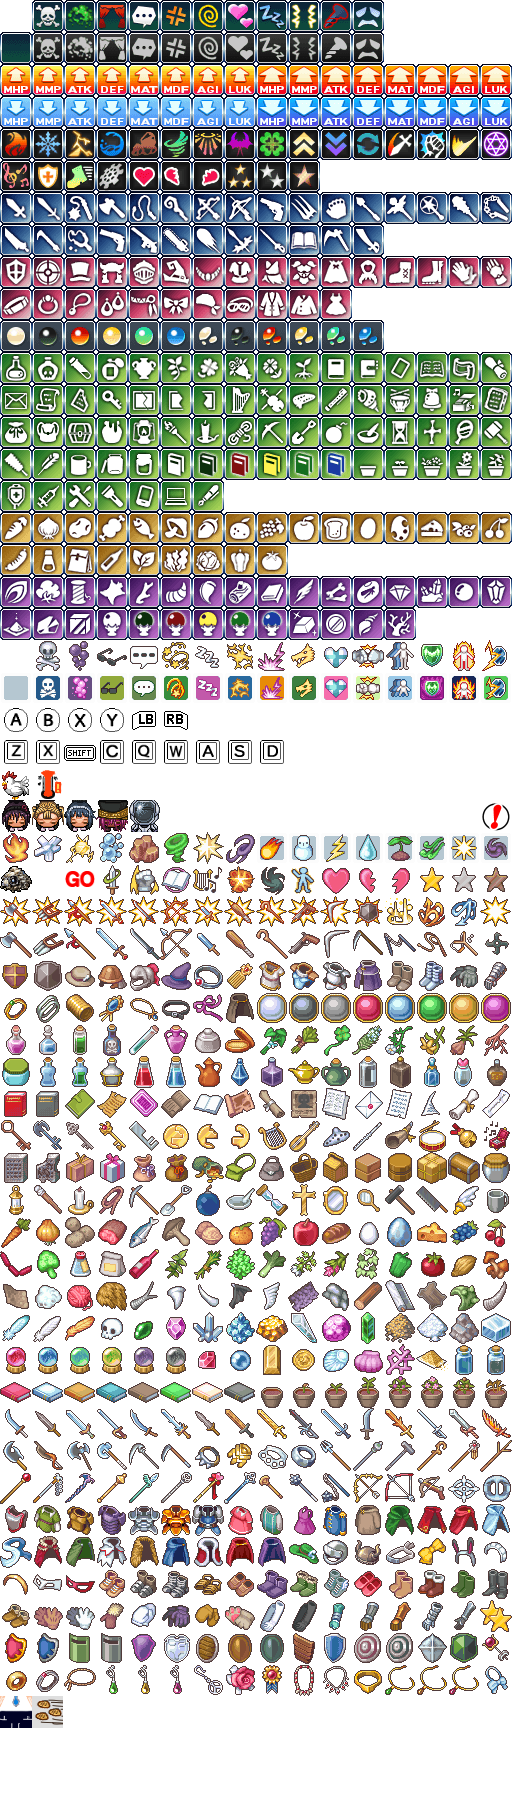 MHP MMP ATK DEF MAT MDF AGI LUK MHP MMP ATK DEF MAT MDF AGI LUK
MHP MMP ATK DEF MAT MDF AGI LUK MHP MMP ATK DEF MAT MDF AGI LUK
A B X Y LB RB
Z X SHIFT C Q W A S D
GO